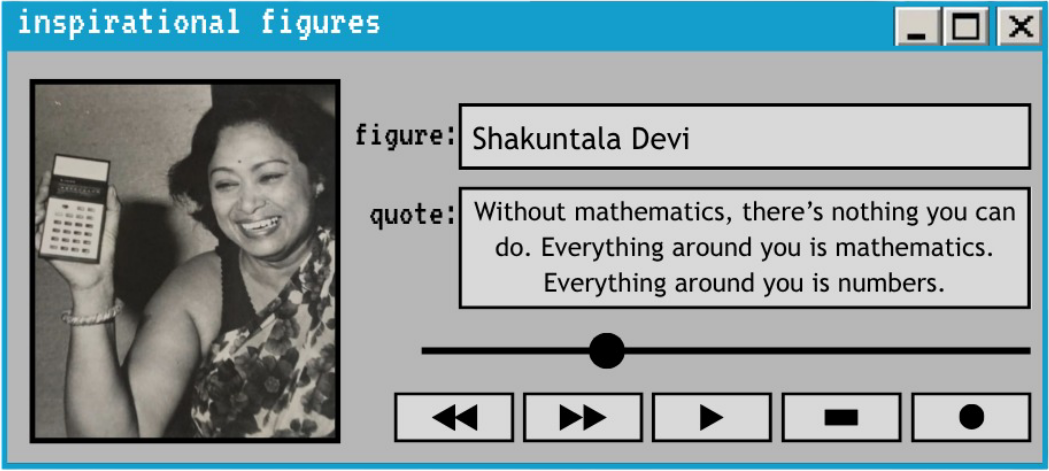 inspirational figures
figure: Shakuntala Devi
quote: Without mathematics, there's nothing you can
do. Everything around you is mathematics.
Everything around you is numbers.